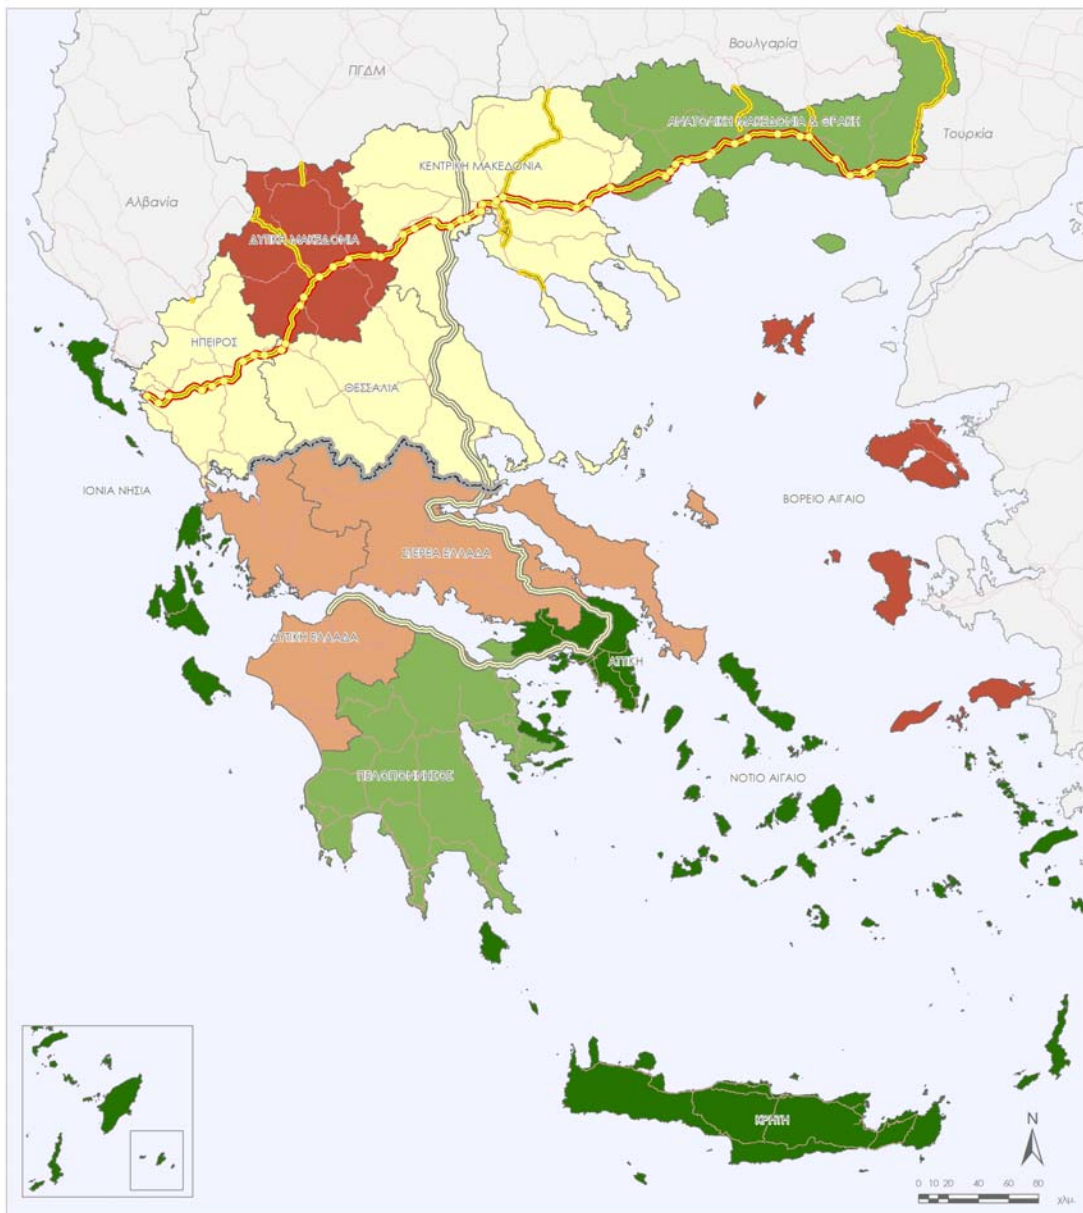 Βουλγαρία
ΠΓΔΜ
ΑΝΑΤΟΛΙΚΗ ΜΑΚΕΔΟΝΙΑ & ΘΡΑΚΗ
Τουρκία
ΚΕΝΤΡΙΚΗ ΜΑΚΕΔΟΝΙΑ
Αλβανία
ΔΥΤΙΚΗ ΜΑΚΕΔΟΝΙΑ
ΗΠΕΙΡΟΣ
ΘΕΣΣΑΛΙΑ
ΙΟΝΙΑ ΝΗΣΙΑ
ΒΟΡΕΙΟ ΑΙΓΑΙΟ
ΣΤΕΡΕΑ ΕΛΛΑΔΑ
ΔΥΤΙΚΗ ΕΛΛΑΔΑ
ΑΤΤΙΚΗ
ΠΕΛΟΠΟΝΝΗΣΟΣ
ΝΟΤΙΟ ΑΙΓΑΙΟ
ΚΡΗΤΗ
N
0 10 20 40 60 80
Χλμ.